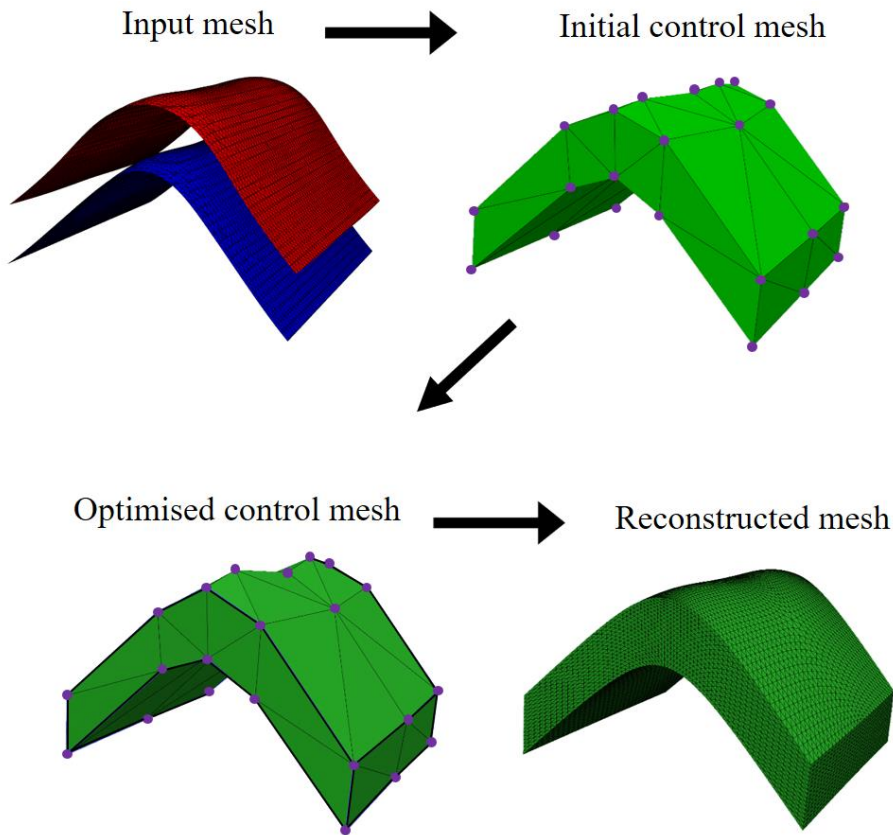 Input mesh
Initial control mesh
Optimised control mesh
Reconstructed mesh